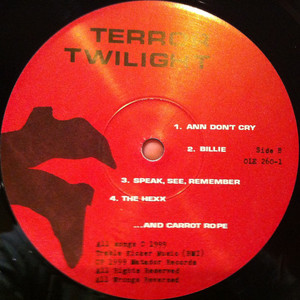 TERROR
TWILIGHT
1. ANN DON'T CRY
2. BILLIE
Side B
OLE 260-1
3. SPEAK, SEE, REMEMBER
4. THE HEXX
...AND CARROT ROPE
All songs © 1999
Treble Kicker Music (BMI)
©℗ 1999 Matador Records
All Rights Reserved
All Wrongs Reversed